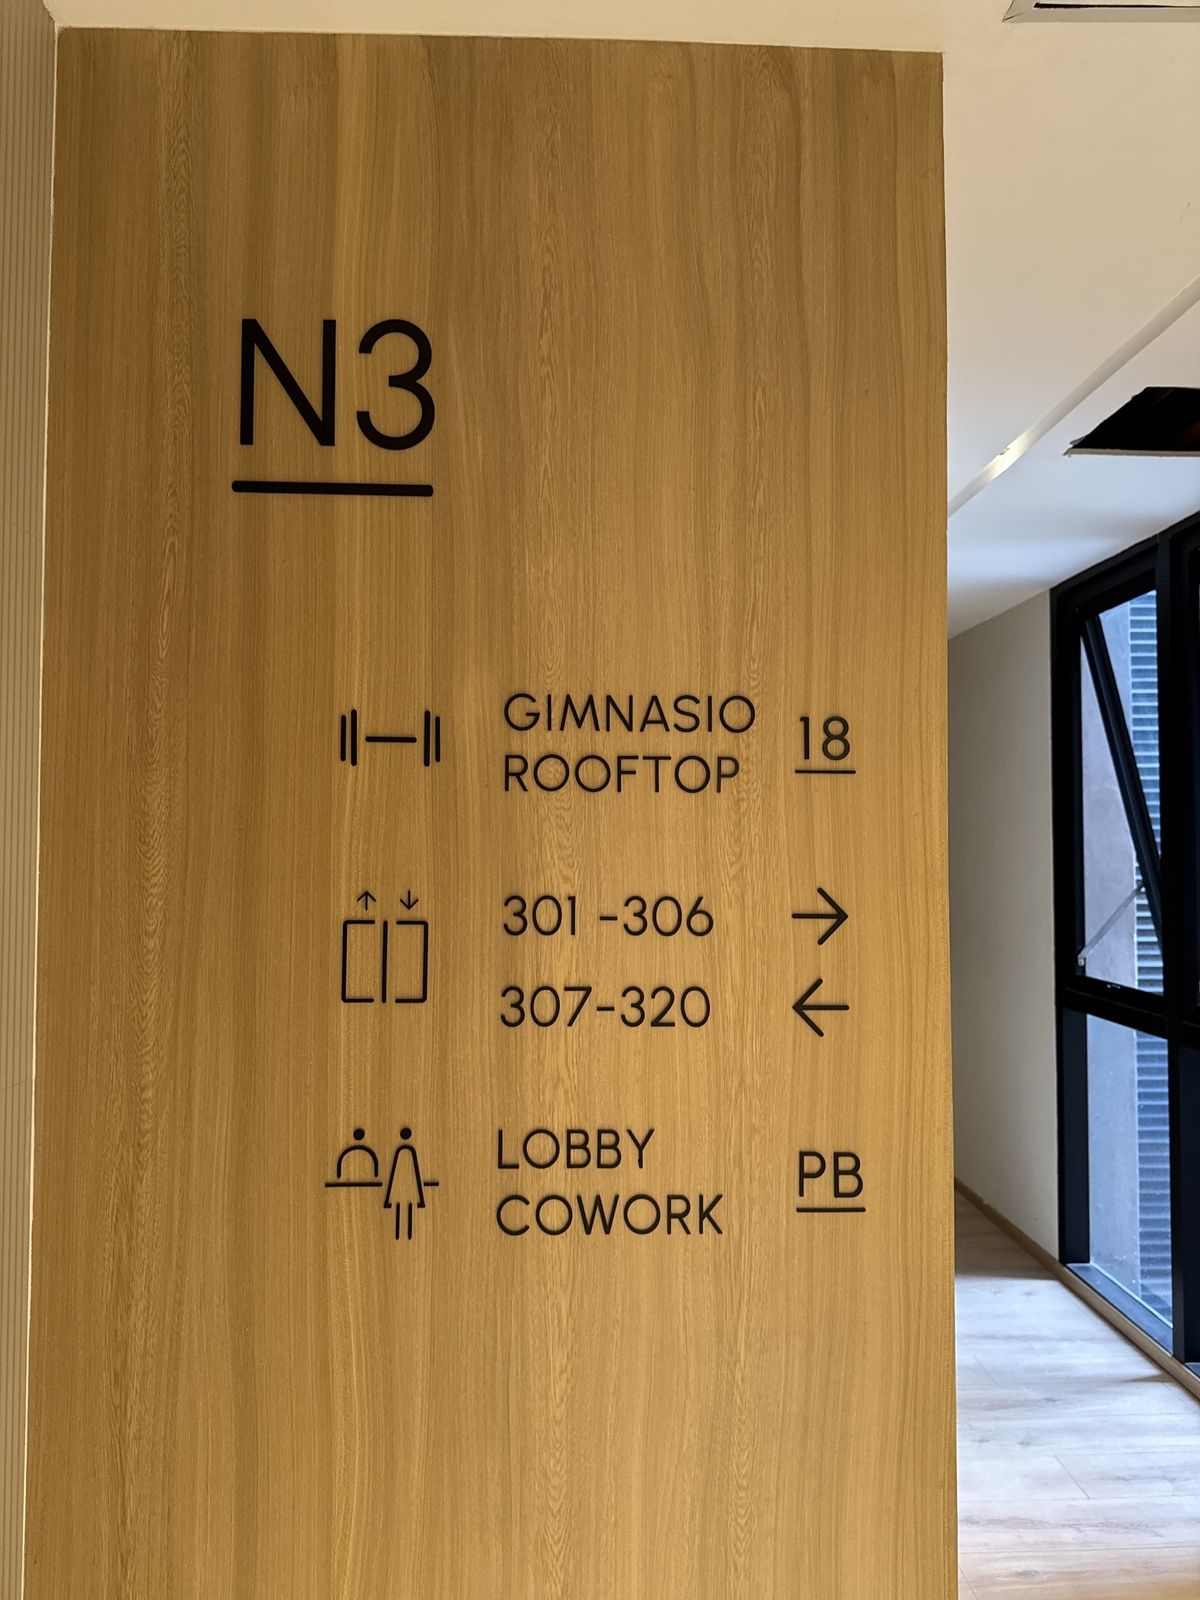 N3
GIMNASIO
ROOFTOP
18
301 -306 →
307-320 ←
LOBBY
COWORK
PB